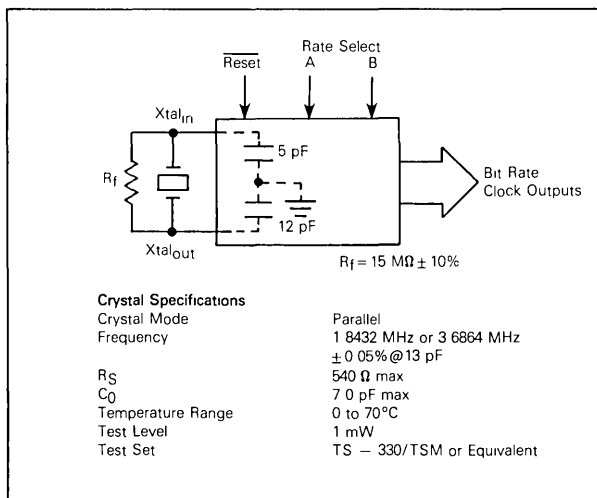 Rate Select
Reset A B
Xtalin
5 pF
Rf
Bit Rate
Clock Outputs
12 pF
Xtalout
Rf = 15 MΩ ± 10%
Crystal Specifications
Crystal Mode Parallel
Frequency 1 8432 MHz or 3 6864 MHz
± 0 05% @ 13 pF
RS 540 Ω max
C0 7 0 pF max
Temperature Range 0 to 70°C
Test Level 1 mW
Test Set TS – 330/TSM or Equivalent